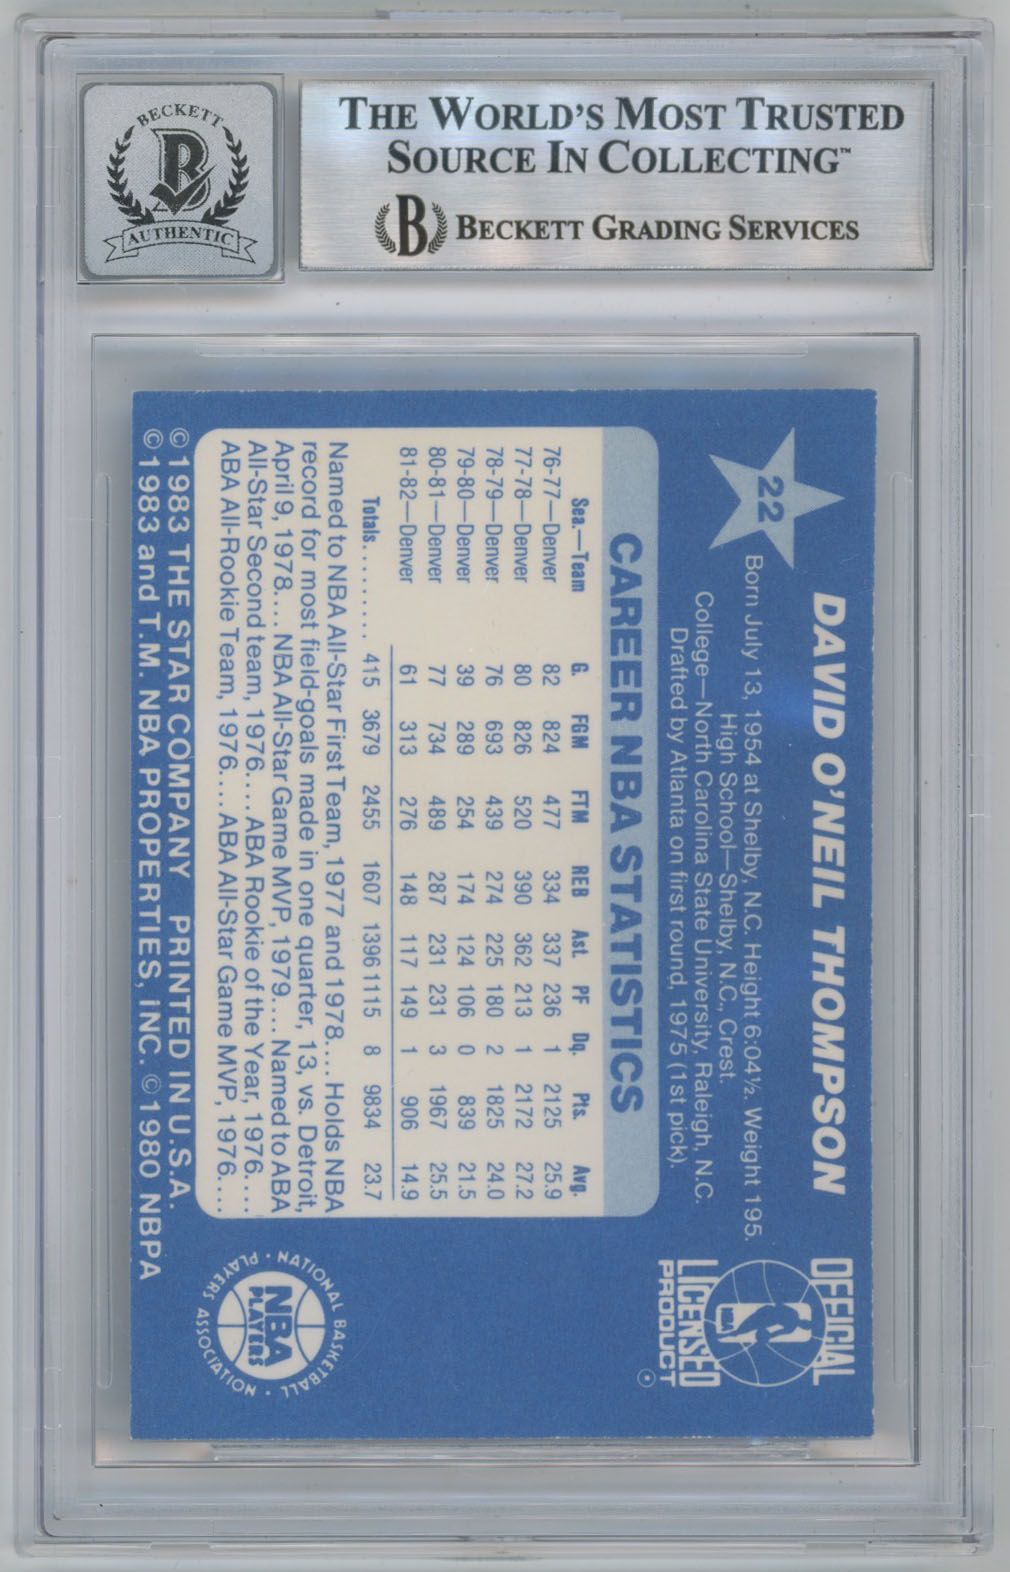 BECKETT
B
AUTHENTIC
THE WORLD'S MOST TRUSTED
SOURCE IN COLLECTING™
B BECKETT GRADING SERVICES
22
DAVID O'NEIL THOMPSON
Born July 13, 1954 at Shelby, N.C. Height 6:04½. Weight 195.
High School—Shelby, N.C., Crest.
College—North Carolina State University, Raleigh, N.C.
Drafted by Atlanta on first round, 1975 (1st pick).
CAREER NBA STATISTICS
Sea.—Team G. FGM FTM REB Ast. PF Dq. Pts. Avg.
76-77—Denver 82 824 477 334 337 236 1 2125 25.9
77-78—Denver 80 826 520 390 362 213 1 2172 27.2
78-79—Denver 76 693 439 274 225 180 2 1825 24.0
79-80—Denver 39 289 254 174 124 106 0 839 21.5
80-81—Denver 77 734 489 287 231 231 3 1967 25.5
81-82—Denver 61 313 276 148 117 149 1 906 14.9
Totals......... 415 3679 2455 1607 1396 1115 8 9834 23.7
Named to NBA All-Star First Team, 1977 and 1978.... Holds NBA
record for most field-goals made in one quarter, 13, vs. Detroit,
April 9, 1978.... NBA All-Star Game MVP, 1979.... Named to ABA
All-Star Second team, 1976.... ABA Rookie of the Year, 1976....
ABA All-Rookie Team, 1976.... ABA All-Star Game MVP, 1976....
©1983 THE STAR COMPANY PRINTED IN U.S.A.
©1983 and T.M. NBA PROPERTIES, INC. ©1980 NBPA
OFFICIAL
NBA
LICENSED
PRODUCT
NATIONAL BASKETBALL
PLAYERS ASSOCIATION
NBA
PLAYERS